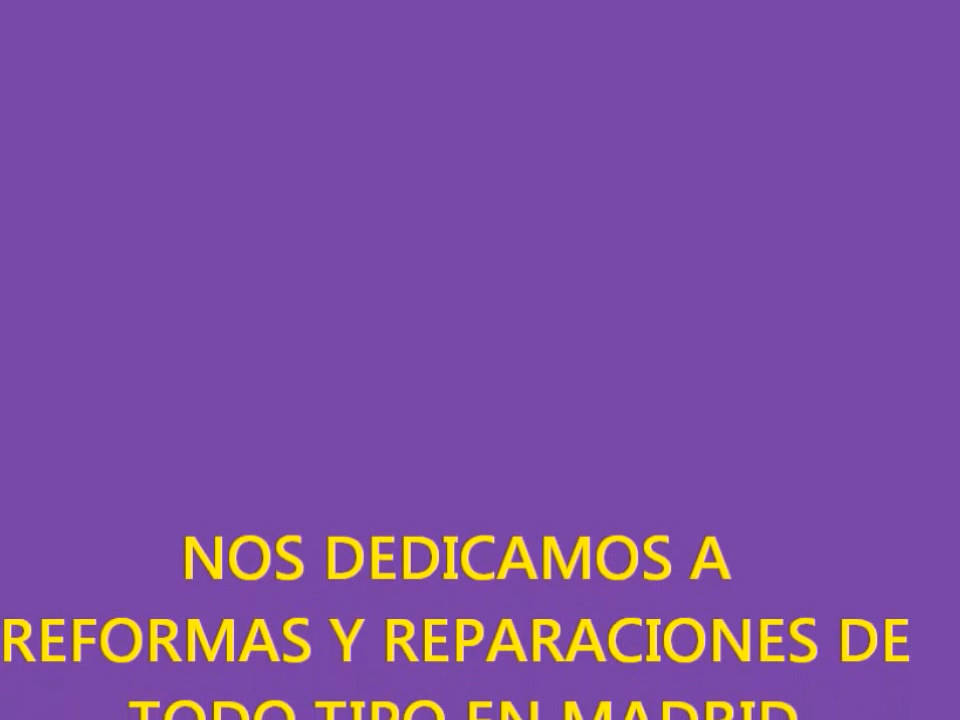 NOS DEDICAMOS A
REFORMAS Y REPARACIONES DE
TODO TIPO EN MADRID